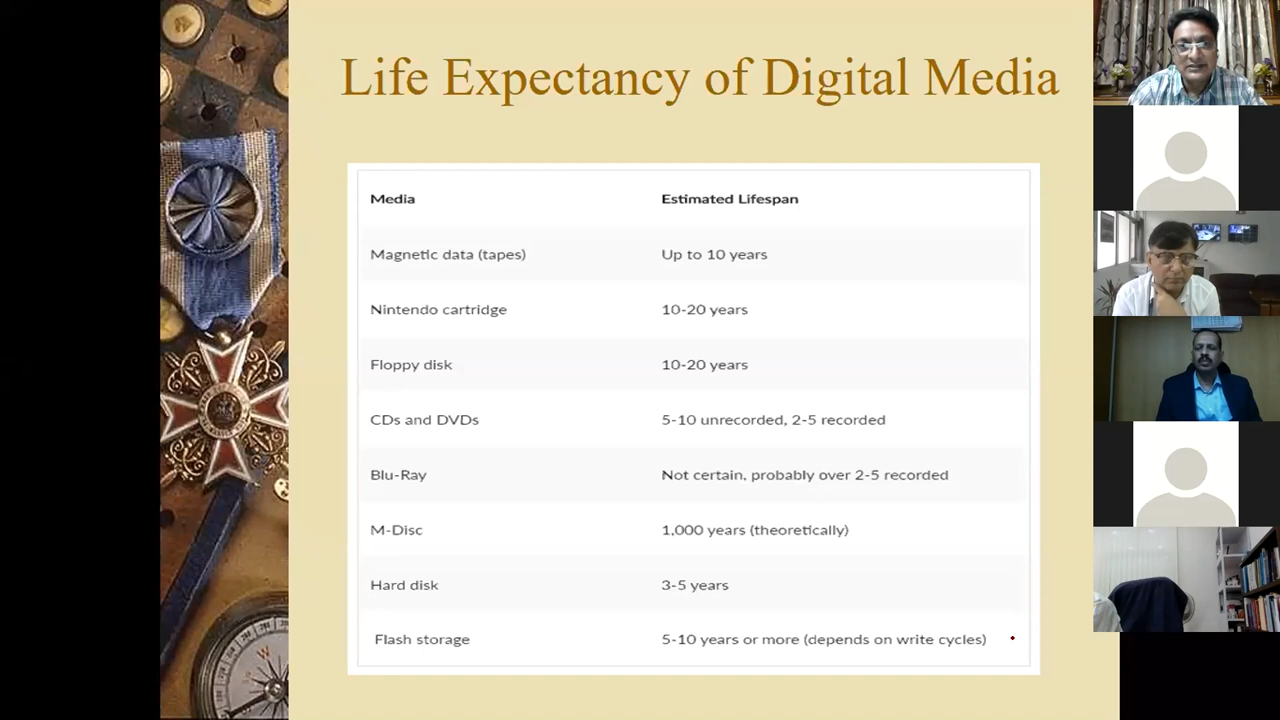 Life Expectancy of Digital Media
Media Estimated Lifespan
Magnetic data (tapes) Up to 10 years
Nintendo cartridge 10-20 years
Floppy disk 10-20 years
CDs and DVDs 5-10 unrecorded, 2-5 recorded
Blu-Ray Not certain, probably over 2-5 recorded
M-Disc 1,000 years (theoretically)
Hard disk 3-5 years
Flash storage 5-10 years or more (depends on write cycles)